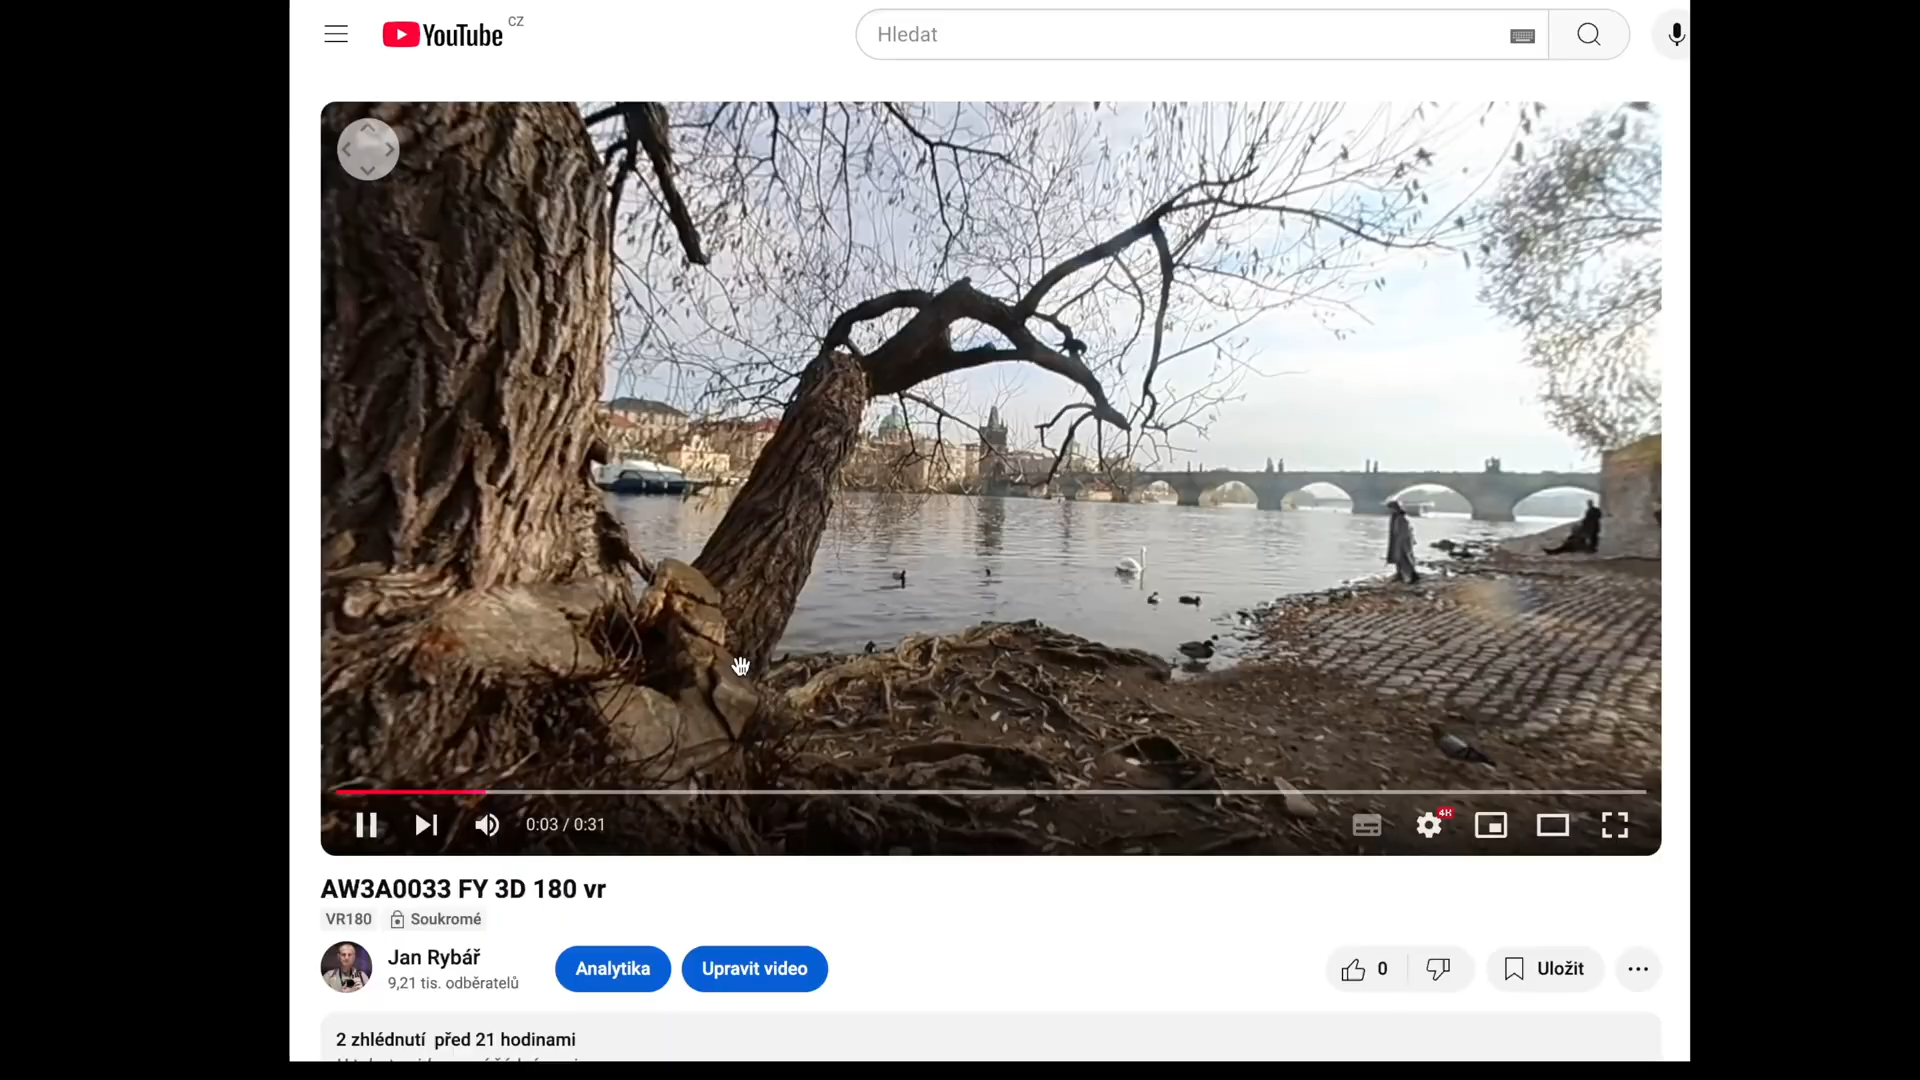 YouTube CZ
Hledat
0:03 / 0:31
4H
AW3A0033 FY 3D 180 vr
VR180 Soukromé
Jan Rybář
9,21 tis. odběratelů
Analytika
Upravit video
0
Uložit
2 zhlédnutí před 21 hodinami